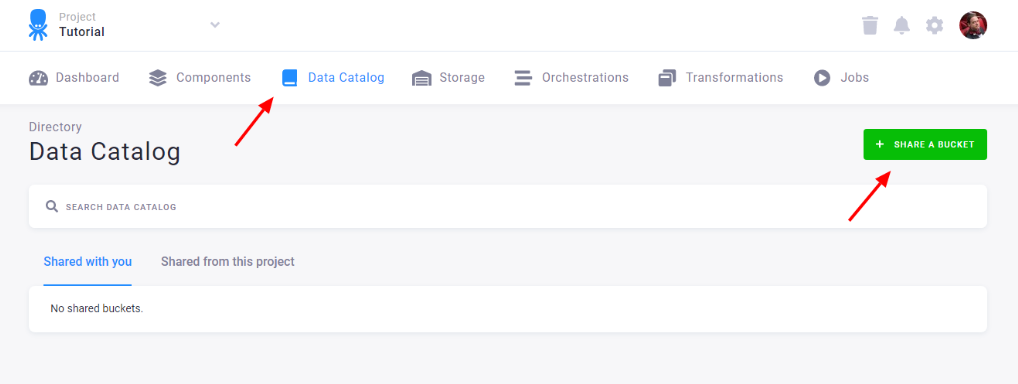 Project
Tutorial
Dashboard Components Data Catalog Storage Orchestrations Transformations Jobs
Directory
Data Catalog
+ SHARE A BUCKET
SEARCH DATA CATALOG
Shared with you Shared from this project
No shared buckets.